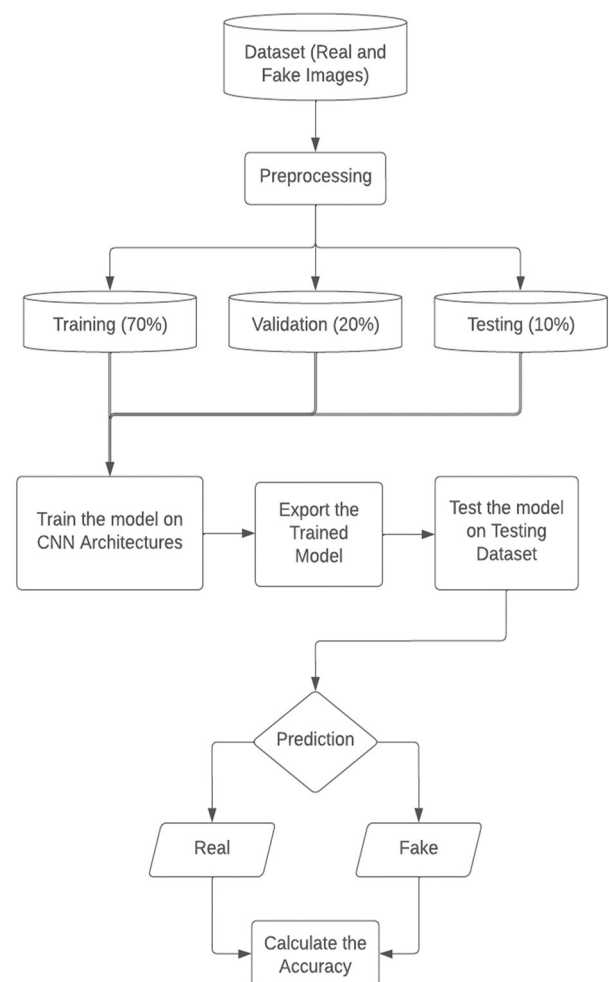 Dataset (Real and
Fake Images)
Preprocessing
Training (70%)
Validation (20%)
Testing (10%)
Train the model on
CNN Architectures
Export the
Trained
Model
Test the model
on Testing
Dataset
Prediction
Real
Fake
Calculate the
Accuracy